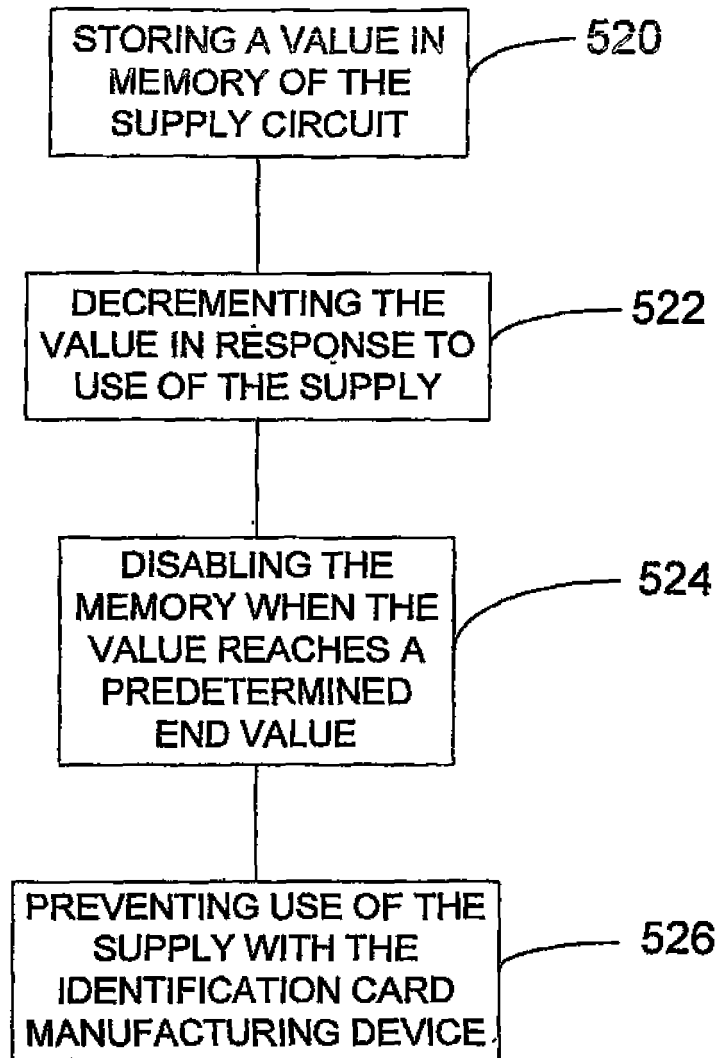 STORING A VALUE IN
MEMORY OF THE
SUPPLY CIRCUIT
520
DECREMENTING THE
VALUE IN RESPONSE TO
USE OF THE SUPPLY
522
DISABLING THE
MEMORY WHEN THE
VALUE REACHES A
PREDETERMINED
END VALUE
524
PREVENTING USE OF THE
SUPPLY WITH THE
IDENTIFICATION CARD
MANUFACTURING DEVICE
526